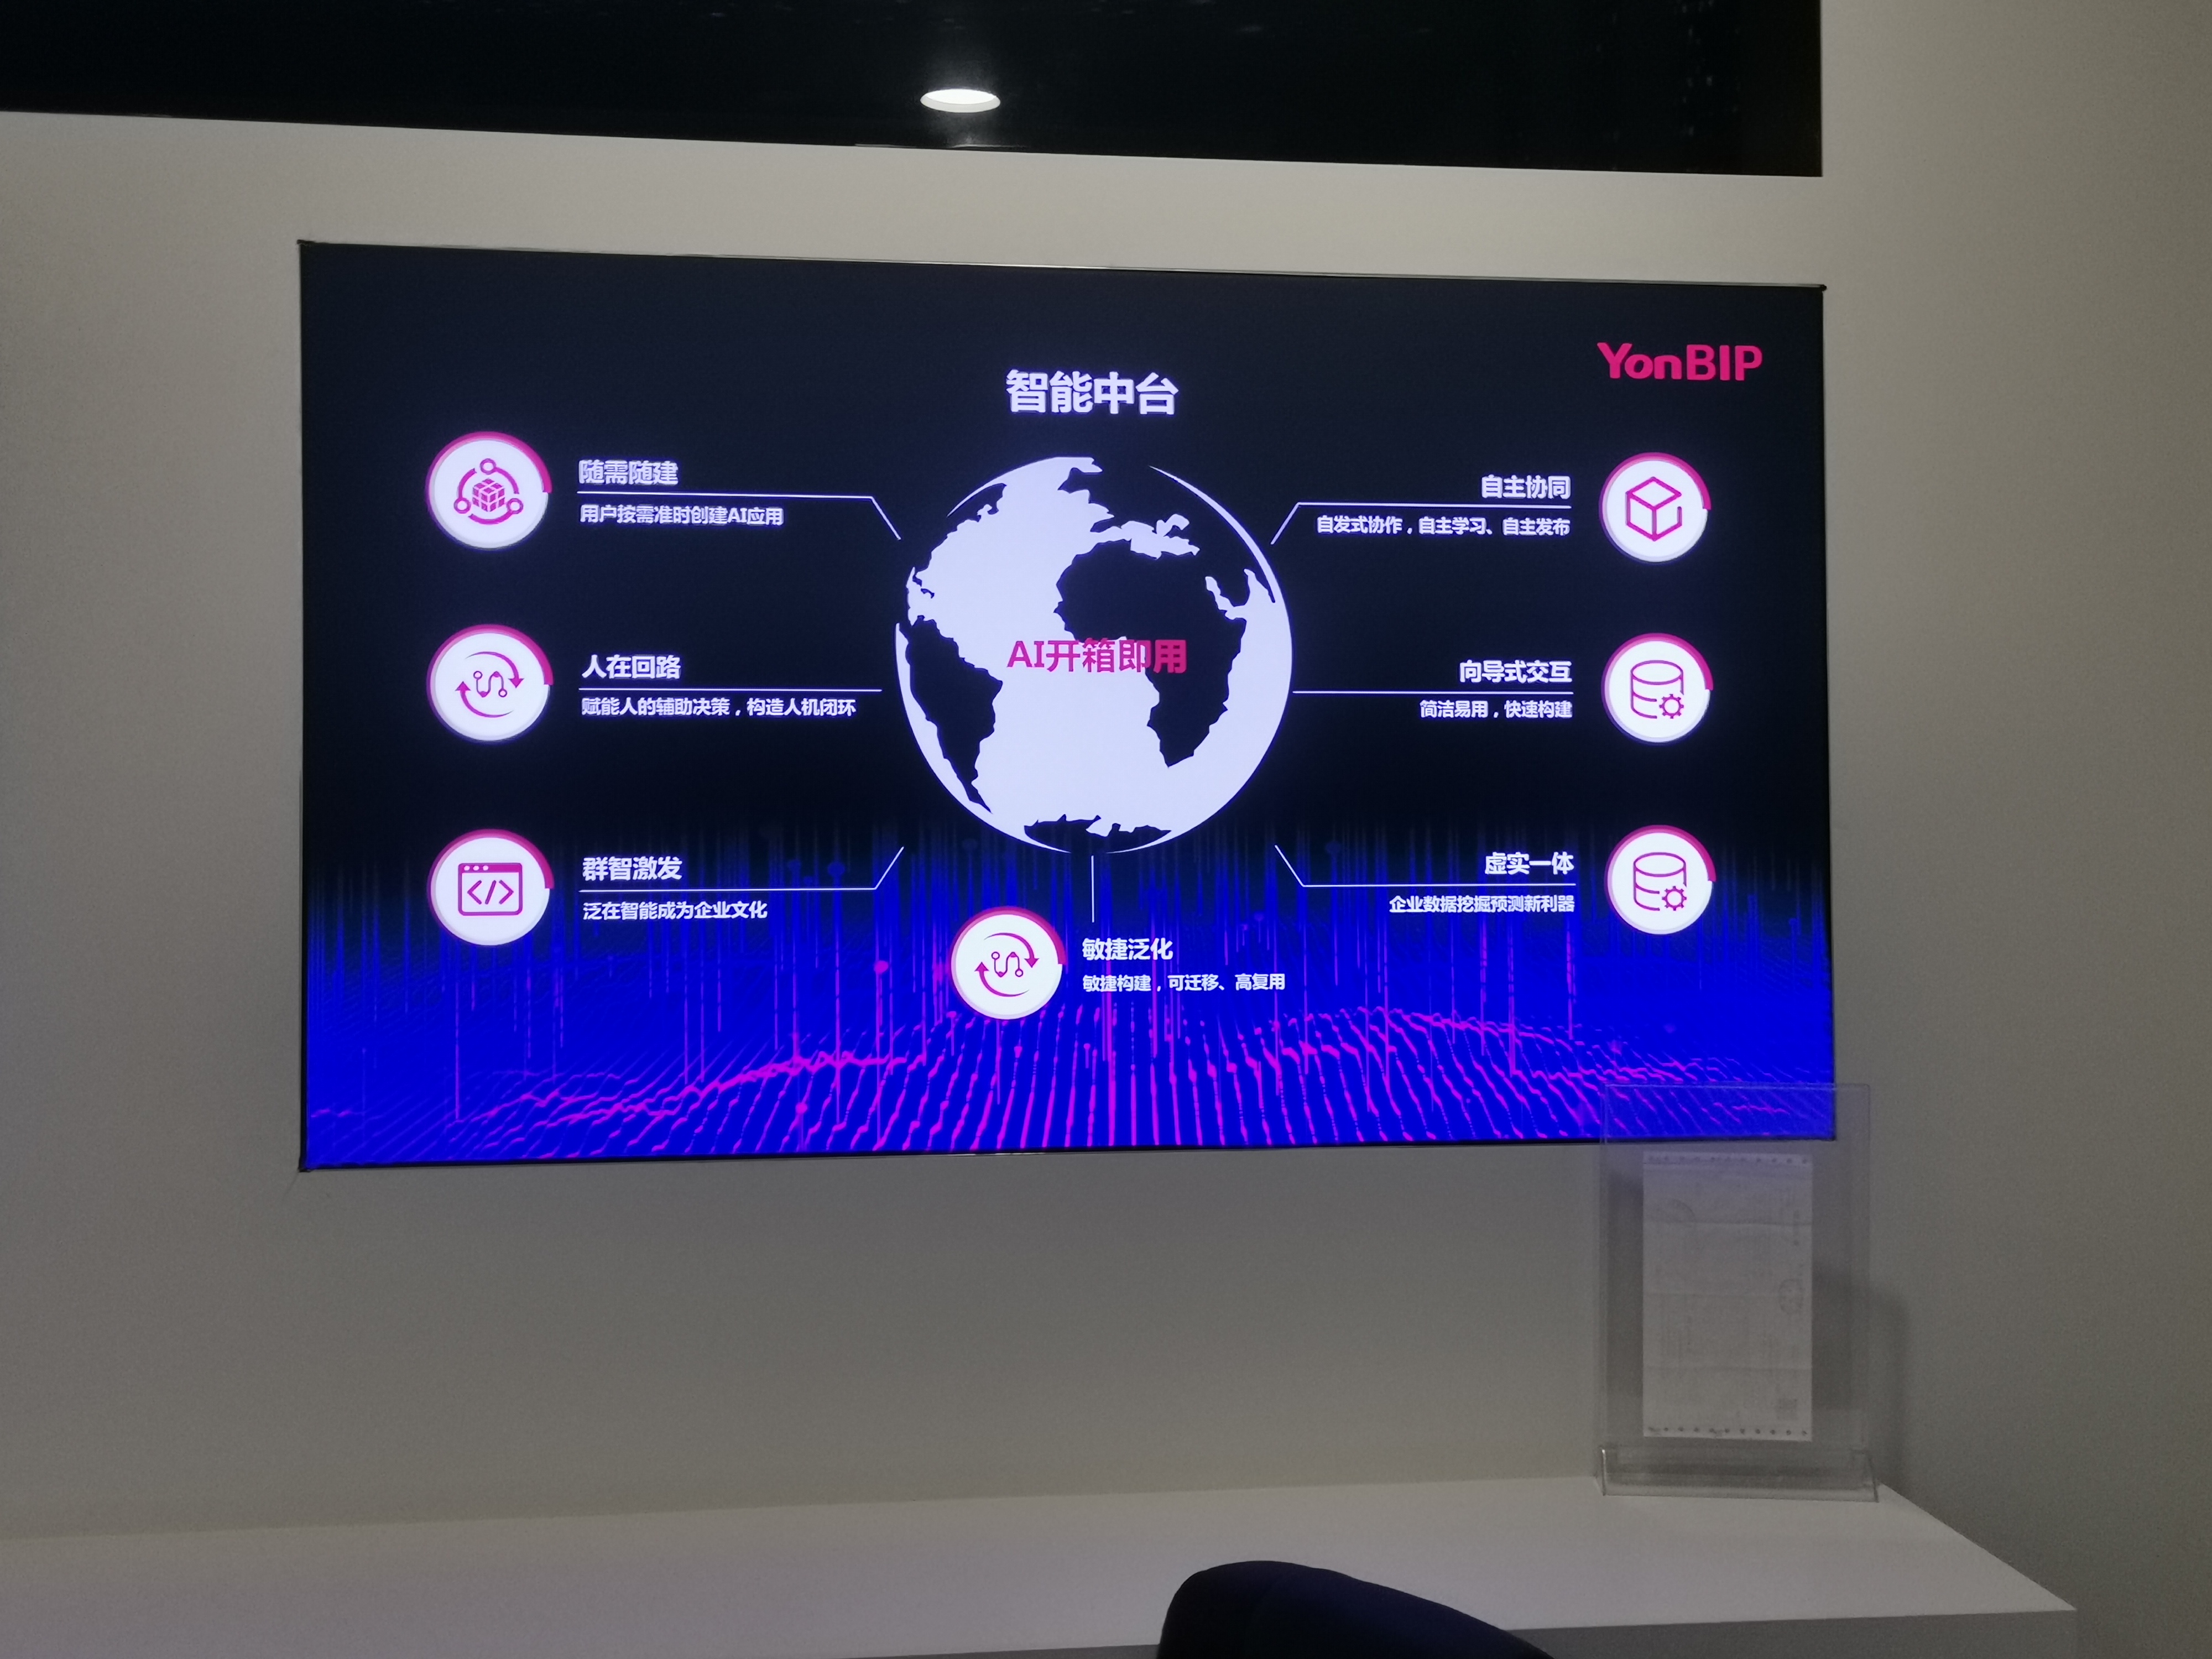 YonBIP
智能中台
随需随建
用户按需准时创建AI应用
人在回路
赋能人的辅助决策，构造人机闭环
群智激发
泛在智能成为企业文化
AI开箱即用
敏捷泛化
敏捷构建，可迁移、高复用
自主协同
自发式协作，自主学习、自主发布
向导式交互
简洁易用，快速构建
虚实一体
企业数据挖掘预测新利器